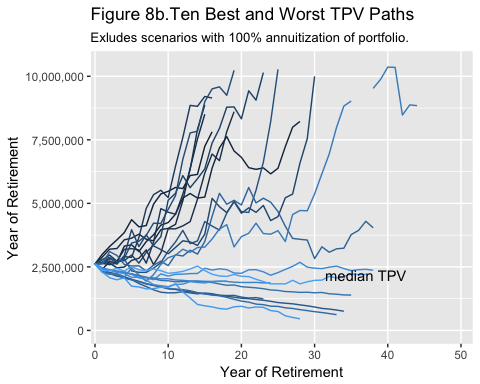 Figure 8b.Ten Best and Worst TPV Paths
Exludes scenarios with 100% annuitization of portfolio.
Year of Retirement
10,000,000
7,500,000
5,000,000
2,500,000
0
median TPV
0 10 20 30 40 50
Year of Retirement